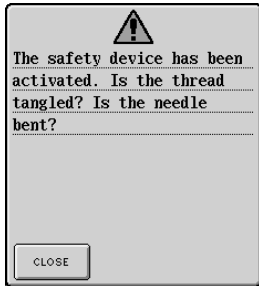 The safety device has been
activated. Is the thread
tangled? Is the needle
bent?
CLOSE